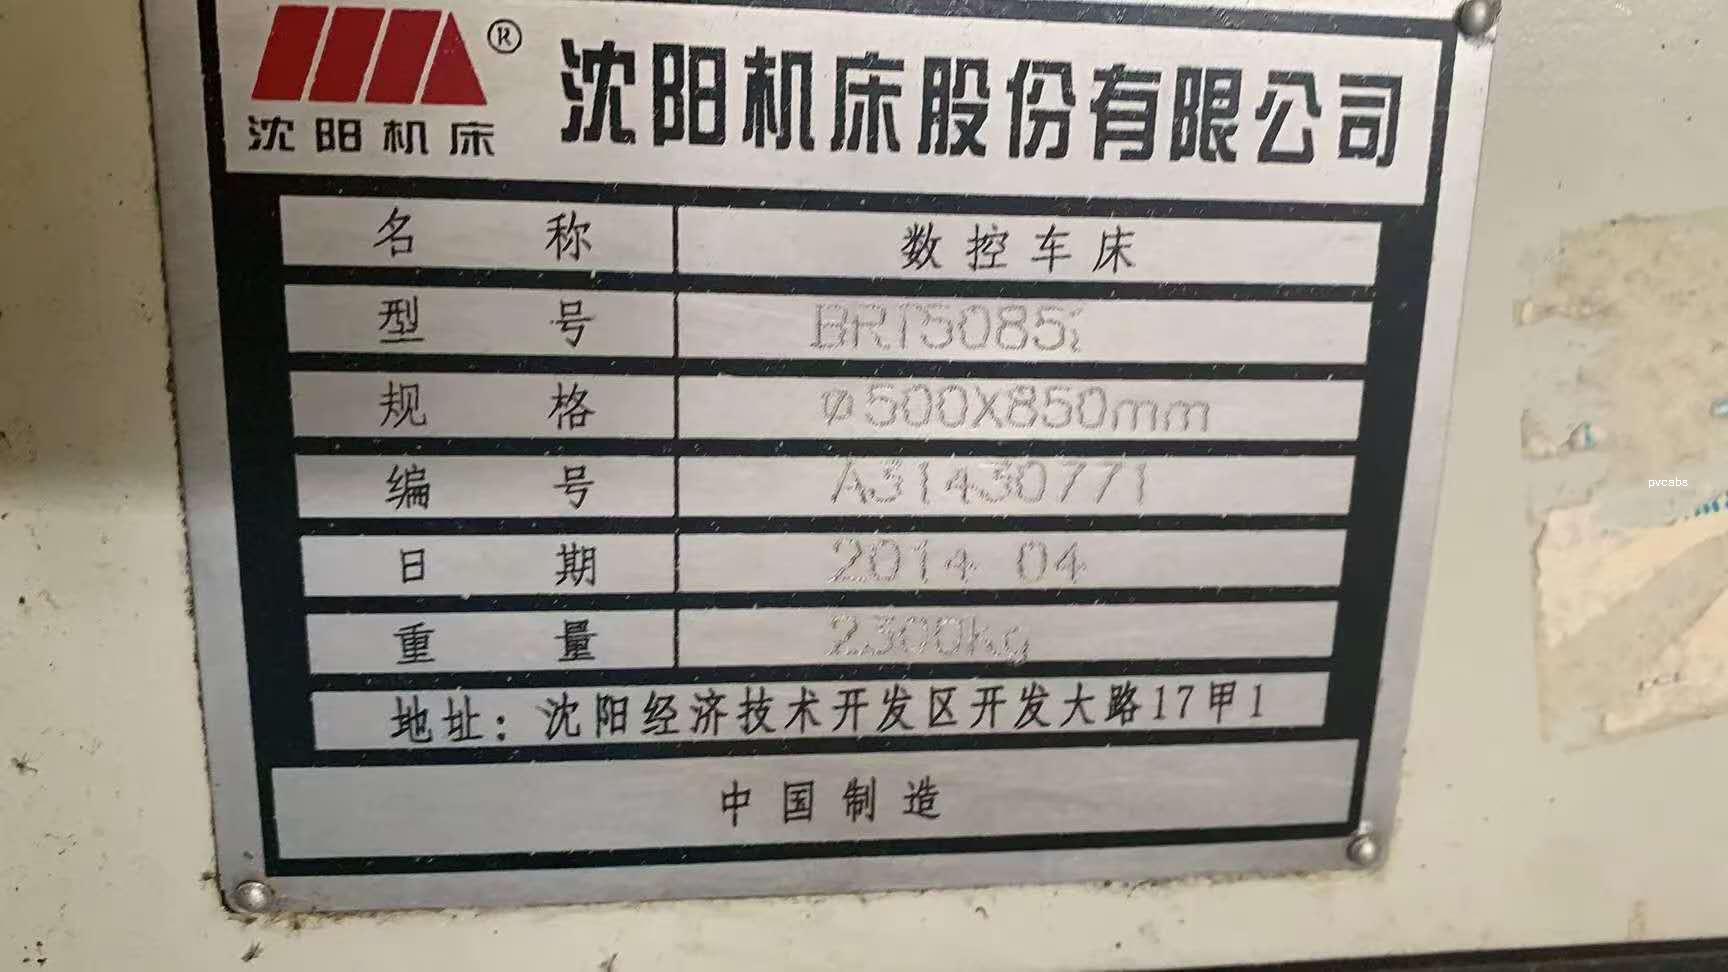 沈阳机床 ® 沈阳机床股份有限公司
名称 数控车床
型号 BRT5085i
规格 φ500X850mm
编号 A31430771
日期 2014 04
重量 2300kg
地址：沈阳经济技术开发区开发大路17甲1
中国制造
pvcabs